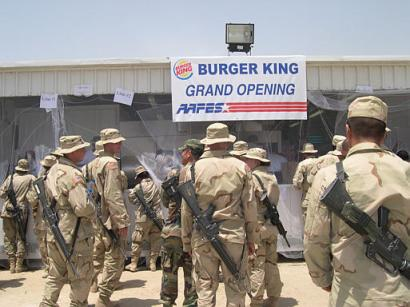 BURGER KING
BURGER KING
GRAND OPENING
AAFES